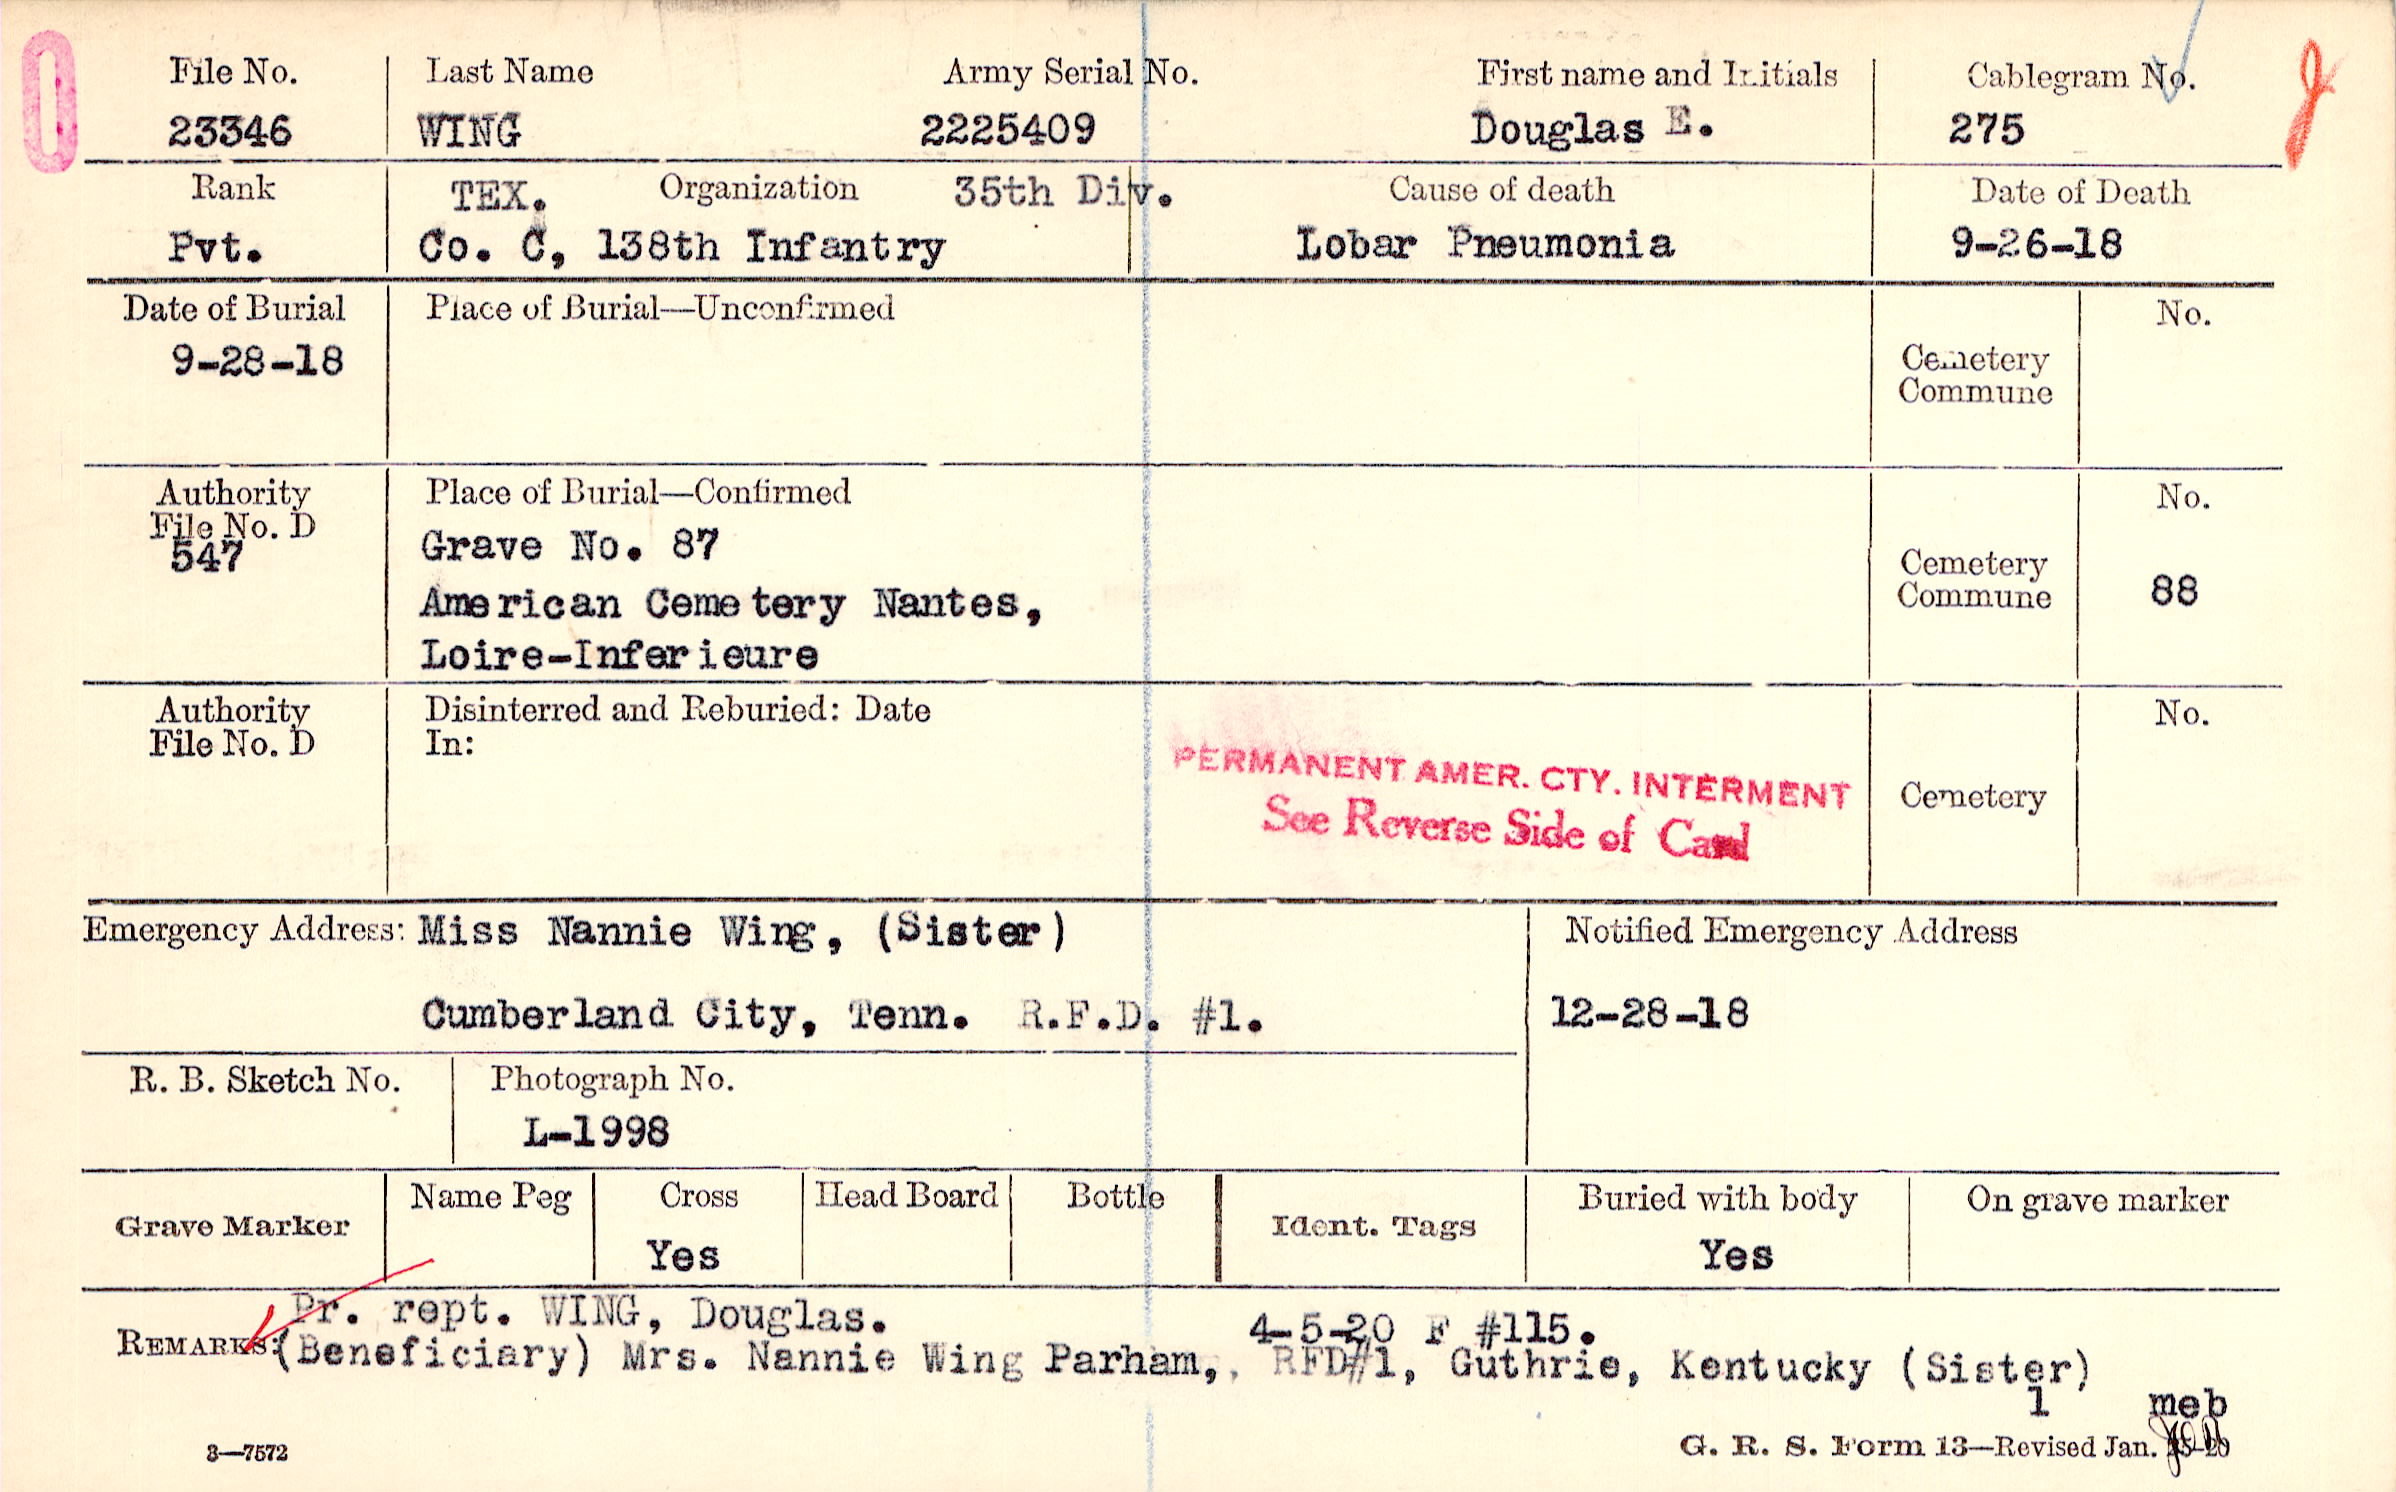 File No. Last Name Army Serial No. First name and Initials Cablegram No.
23346 WING 2225409 Douglas E. 275
Rank TEX. Organization 35th Div. Cause of death Date of Death
Pvt. Co. C, 138th Infantry Lobar Pneumonia 9-26-18
Date of Burial Place of Burial—Unconfirmed No.
9-28-18
Cemetery
Commune
Authority Place of Burial—Confirmed No.
File No. D
547 Grave No. 87
American Cemetery Nantes,
Loire-Inferieure
Cemetery
Commune 88
Authority Disinterred and Reburied: Date No.
File No. D In:
PERMANENT AMER. CTY. INTERMENT
See Reverse Side of Card
Cemetery
Emergency Address: Miss Nannie Wing, (Sister) Notified Emergency Address
Cumberland City, Tenn. R.F.D. #1. 12-28-18
R. B. Sketch No. Photograph No.
L-1998
Grave Marker Name Peg Cross Head Board Bottle Ident. Tags Buried with body On grave marker
Yes Yes
Pr. rept. WING, Douglas. 4-5-20 F #115.
REMARKS: (Beneficiary) Mrs. Nannie Wing Parham, RFD#1, Guthrie, Kentucky (Sister)
1 meb
3—7572 G. R. S. Form 13—Revised Jan.